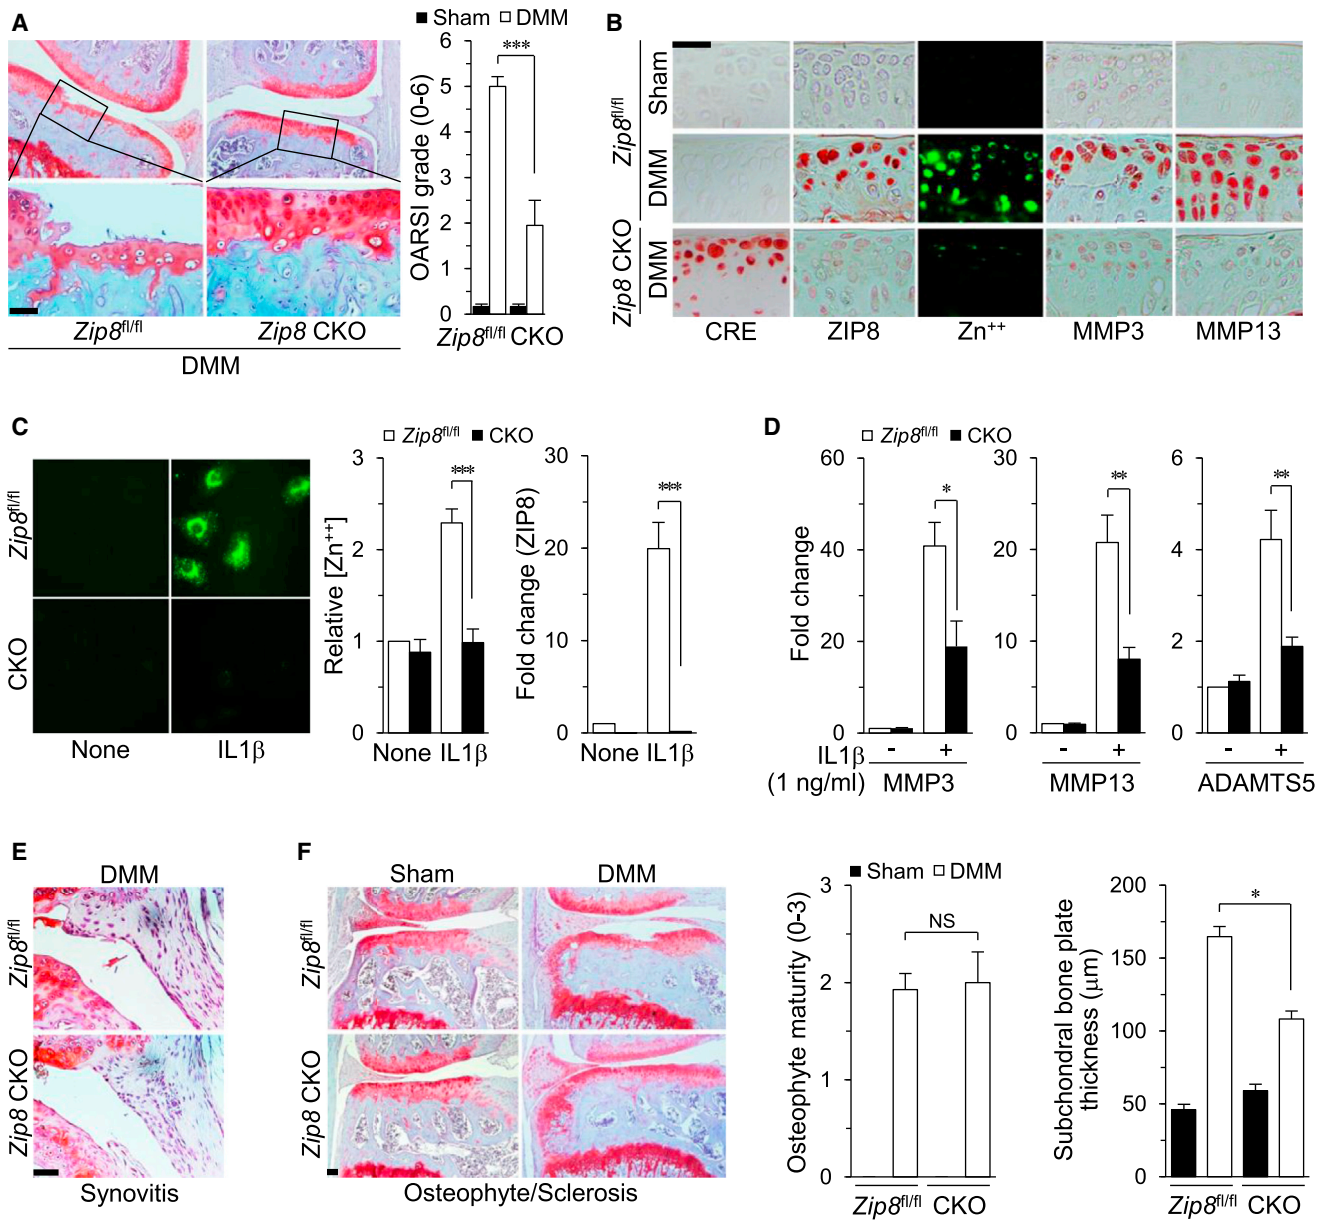 A
Sham DMM
OARSI grade (0-6)
6
5
4
3
2
1
0
***
Zip8fl/fl CKO
Zip8fl/fl
Zip8 CKO
DMM
B
Zip8fl/fl
Sham
DMM
Zip8 CKO
DMM
CRE
ZIP8
Zn++
MMP3
MMP13
C
Zip8fl/fl
CKO
None
IL1β
Zip8fl/fl CKO
Relative [Zn++]
3
2
1
0
***
None IL1β
Fold change (ZIP8)
30
20
10
0
***
None IL1β
D
Zip8fl/fl CKO
Fold change
60
40
20
0
*
30
20
10
0
**
6
4
2
0
**
IL1β - + - + - +
(1 ng/ml) MMP3 MMP13 ADAMTS5
E
DMM
Zip8fl/fl
Zip8 CKO
Synovitis
F
Sham DMM
Zip8fl/fl
Zip8 CKO
Osteophyte/Sclerosis
Sham DMM
Osteophyte maturity (0-3)
3
2
1
0
NS
Zip8fl/fl CKO
Subchondral bone plate
thickness (μm)
200
150
100
50
0
*
Zip8fl/fl CKO